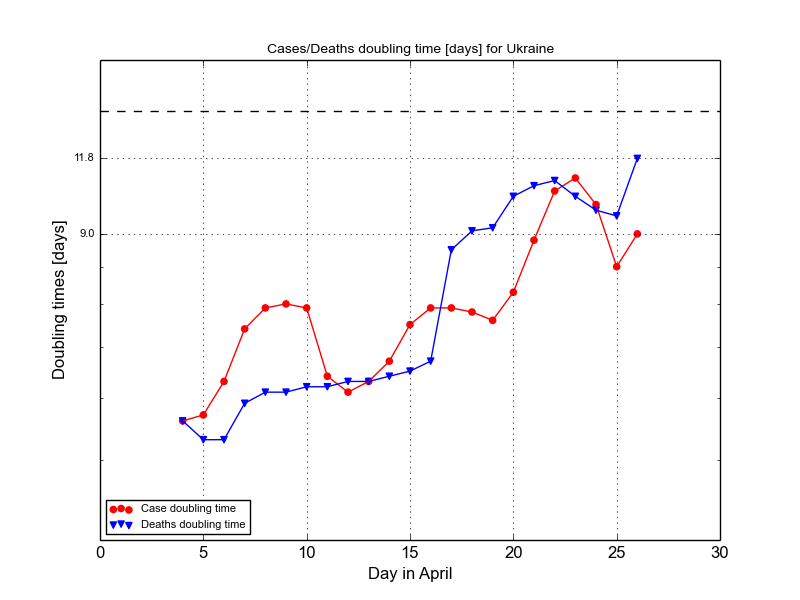 Cases/Deaths doubling time [days] for Ukraine
11.8
9.0
Doubling times [days]
Case doubling time
Deaths doubling time
0 5 10 15 20 25 30
Day in April